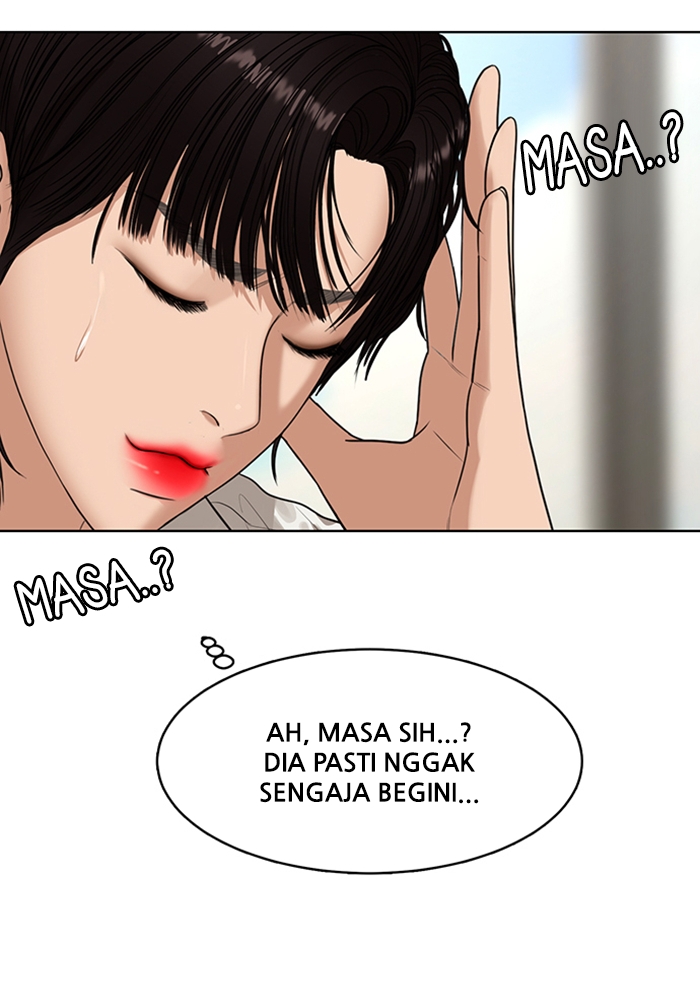 MASA..?
MASA..?
AH, MASA SIH...?
DIA PASTI NGGAK
SENGAJA BEGINI...